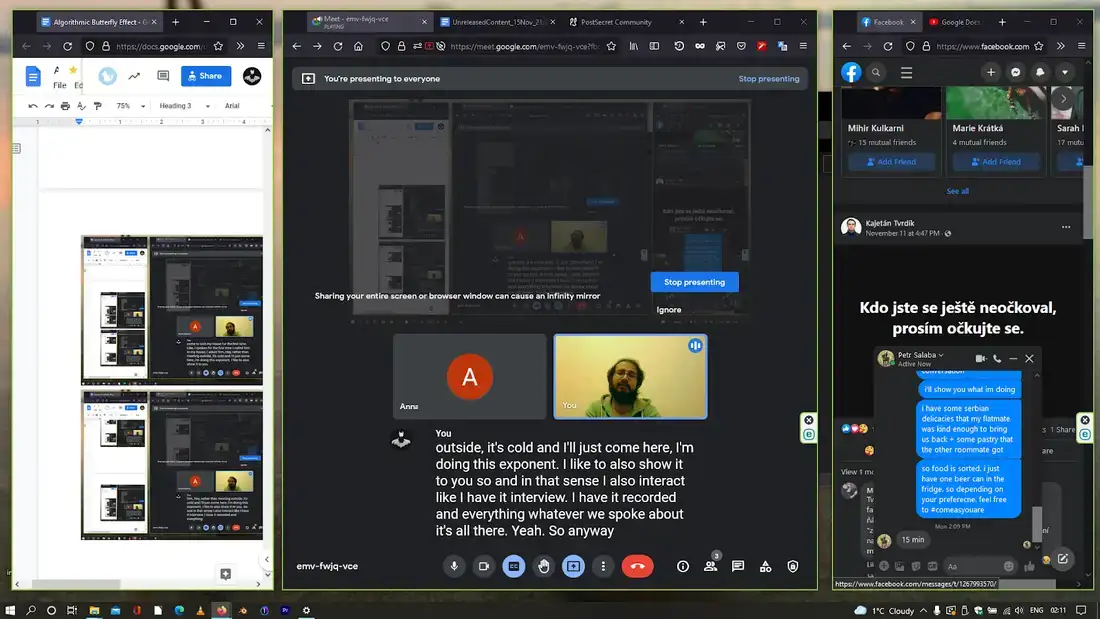 Algorithmic Butterfly Effect - G
https://docs.google.com/
File
Ed
Share
75%
Heading 3
Arial
Meet - emv-fwjq-vce
PLAYING
UnreleasedContent_15Nov_21
PostSecret Community
https://meet.google.com/emv-fwjq-vce?
You're presenting to everyone
Stop presenting
Sharing your entire screen or browser window can cause an infinity mirror
Stop presenting
Ignore
A
Anna
You
You
outside, it's cold and I'll just come here, I'm
doing this exponent. I like to also show it
to you so and in that sense I also interact
like I have it interview. I have it recorded
and everything whatever we spoke about
it's all there. Yeah. So anyway
emv-fwjq-vce
3
Facebook
Google Docs
https://www.facebook.com
Mihir Kulkarni
15 mutual friends
Add Friend
Marie Krátká
4 mutual friends
Add Friend
Sarah
17 mutu
See all
Kajetán Tvrdík
November 11 at 4:47 PM
Kdo jste se ještě neočkoval,
prosím očkujte se.
1 Share
View 1 m
Petr Salaba
Active Now
conversation
i'll show you what im doing
i have some serbian
delicacies that my flatmate
was kind enough to bring
us back + some pastry that
the other roommate got
so food is sorted. i just
have one beer can in the
fridge. so depending on
your preferecne. feel free
to #comeasyouare
Mon 2:09 PM
15 min
Aa
https://www.facebook.com/messages/t/1267993570/
1°C Cloudy
ENG
02:11